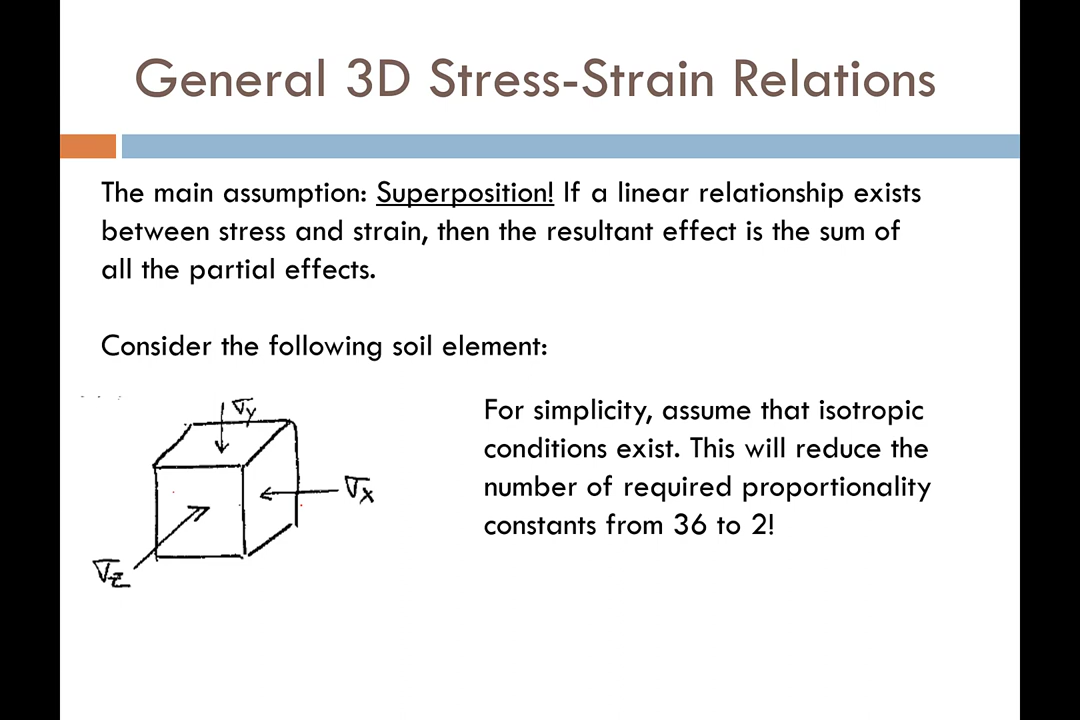 General 3D Stress-Strain Relations
The main assumption: Superposition! If a linear relationship exists
between stress and strain, then the resultant effect is the sum of
all the partial effects.
Consider the following soil element:
σy
For simplicity, assume that isotropic
conditions exist. This will reduce the
number of required proportionality
constants from 36 to 2!
σx
σz